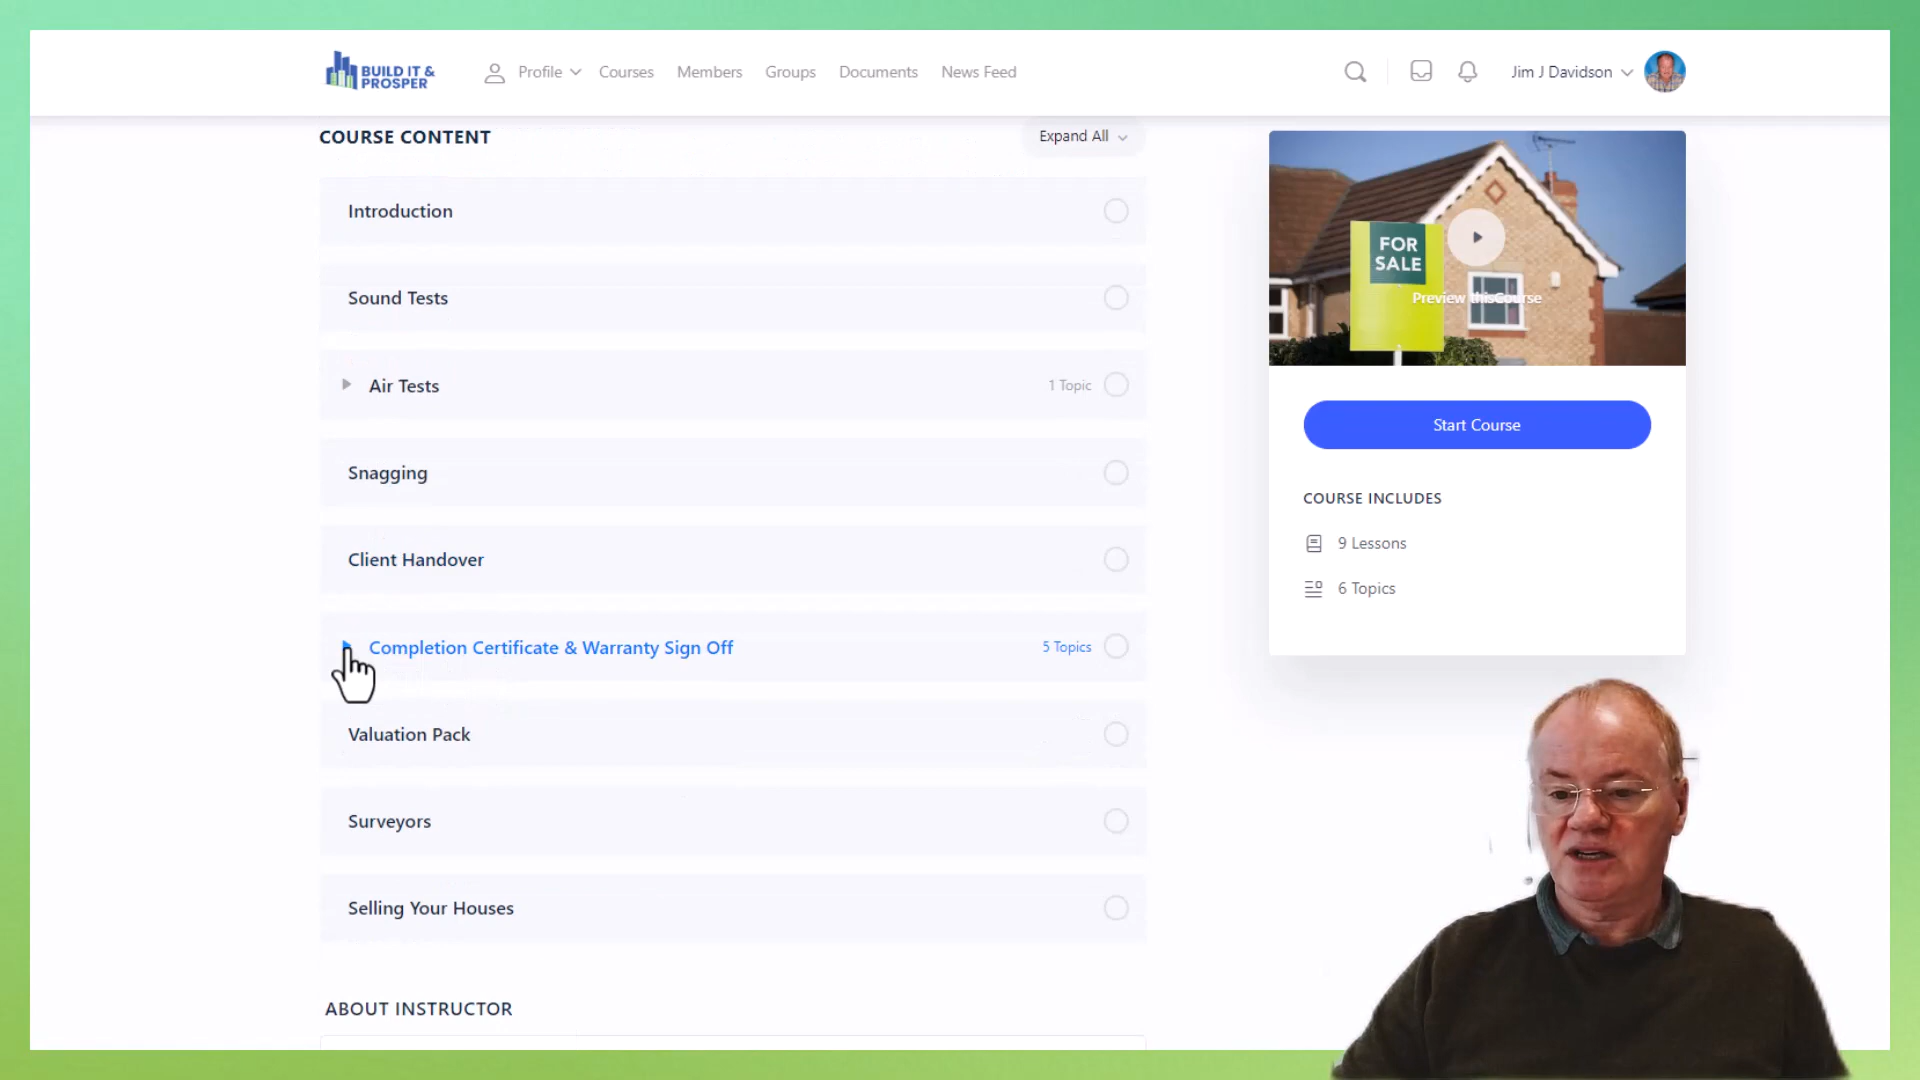 BUILD IT &
PROSPER
Profile
Courses
Members
Groups
Documents
News Feed
Jim J Davidson
COURSE CONTENT
Expand All
Introduction
Sound Tests
Air Tests
1 Topic
Snagging
Client Handover
Completion Certificate & Warranty Sign Off
5 Topics
Valuation Pack
Surveyors
Selling Your Houses
ABOUT INSTRUCTOR
FOR
SALE
Preview thisCourse
Start Course
COURSE INCLUDES
9 Lessons
6 Topics